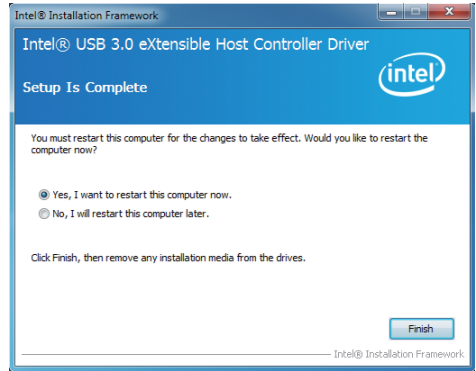 Intel® Installation Framework
Intel® USB 3.0 eXtensible Host Controller Driver
Setup Is Complete
intel
You must restart this computer for the changes to take effect. Would you like to restart the
computer now?
Yes, I want to restart this computer now.
No, I will restart this computer later.
Click Finish, then remove any installation media from the drives.
Finish
Intel® Installation Framework